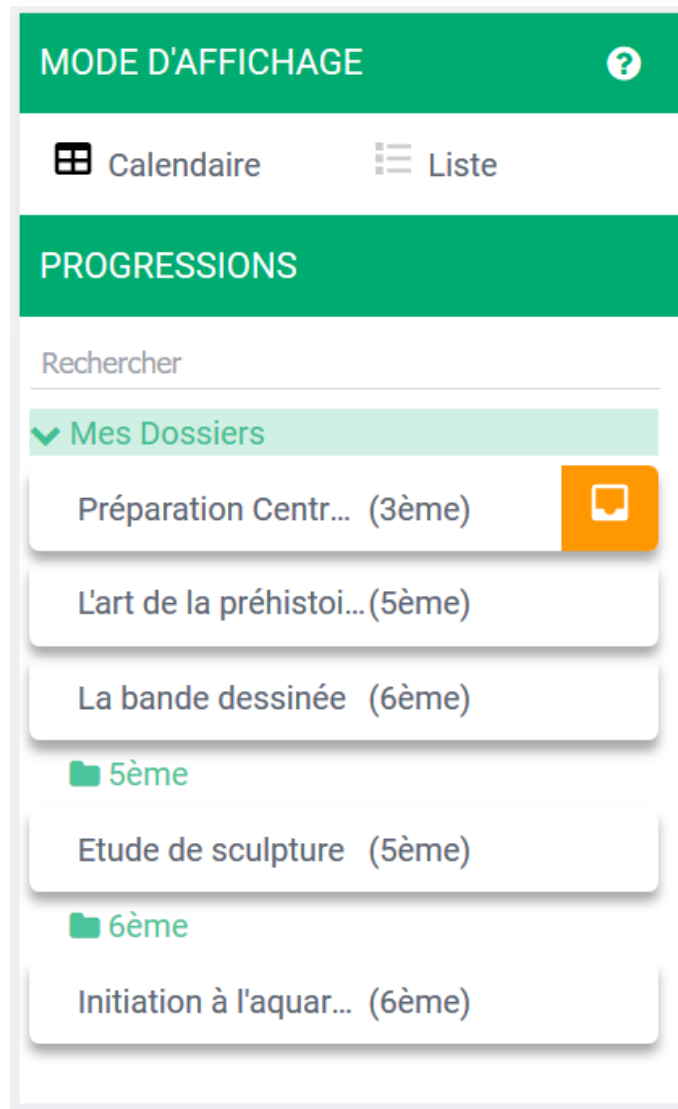 MODE D'AFFICHAGE
Calendaire Liste
PROGRESSIONS
Rechercher
Mes Dossiers
Préparation Centr... (3ème)
L'art de la préhistoi... (5ème)
La bande dessinée (6ème)
5ème
Etude de sculpture (5ème)
6ème
Initiation à l'aquar... (6ème)